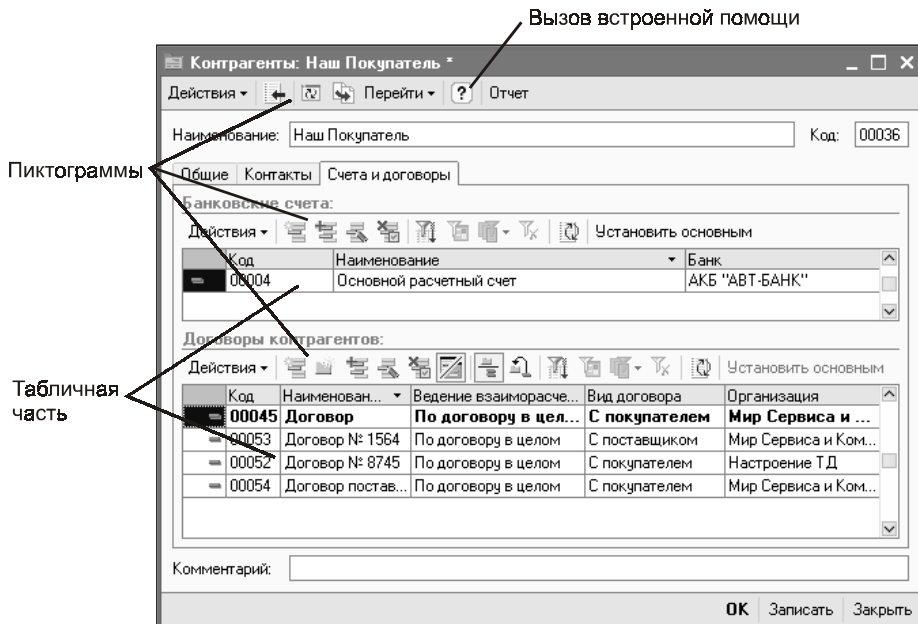 Вызов встроенной помощи
Контрагенты: Наш Покупатель *
Действия Перейти ? Отчет
Наименование: Наш Покупатель Код: 00036
Пиктограммы
Общие Контакты Счета и договоры
Банковские счета:
Действия Установить основным
Код Наименование Банк
00004 Основной расчетный счет АКБ "АВТ-БАНК"
Договоры контрагентов:
Действия Установить основным
Табличная
часть
Код Наименован... Ведение взаиморасче... Вид договора Организация
00045 Договор По договору в цел... С покупателем Мир Сервиса и ...
00053 Договор № 1564 По договору в целом С поставщиком Мир Сервиса и Ком...
00052 Договор № 8745 По договору в целом С покупателем Настроение ТД
00054 Договор постав... По договору в целом С покупателем Мир Сервиса и Ком...
Комментарий:
OK Записать Закрыть